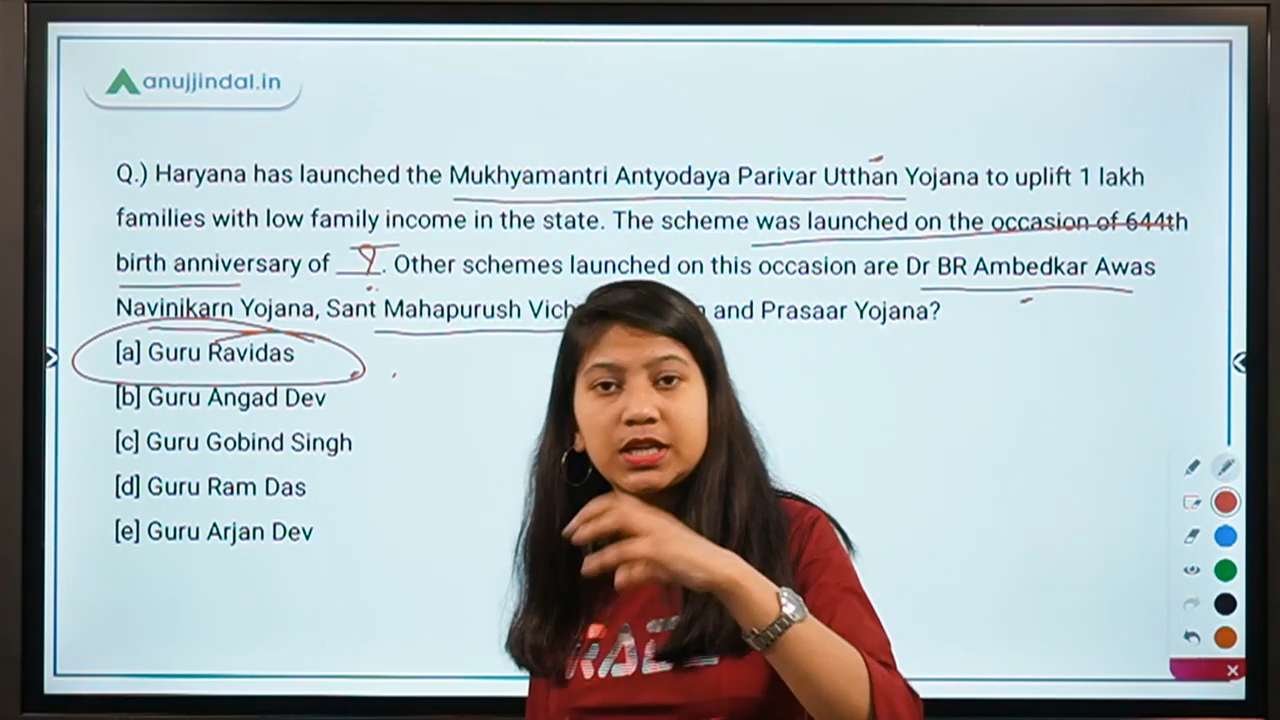 anujjindal.in
Q.) Haryana has launched the Mukhyamantri Antyodaya Parivar Utthan Yojana to uplift 1 lakh
families with low family income in the state. The scheme was launched on the occasion of 644th
birth anniversary of ___. Other schemes launched on this occasion are Dr BR Ambedkar Awas
Navinikarn Yojana, Sant Mahapurush and Prasaar Yojana?
[a] Guru Ravidas
[b] Guru Angad Dev
[c] Guru Gobind Singh
[d] Guru Ram Das
[e] Guru Arjan Dev